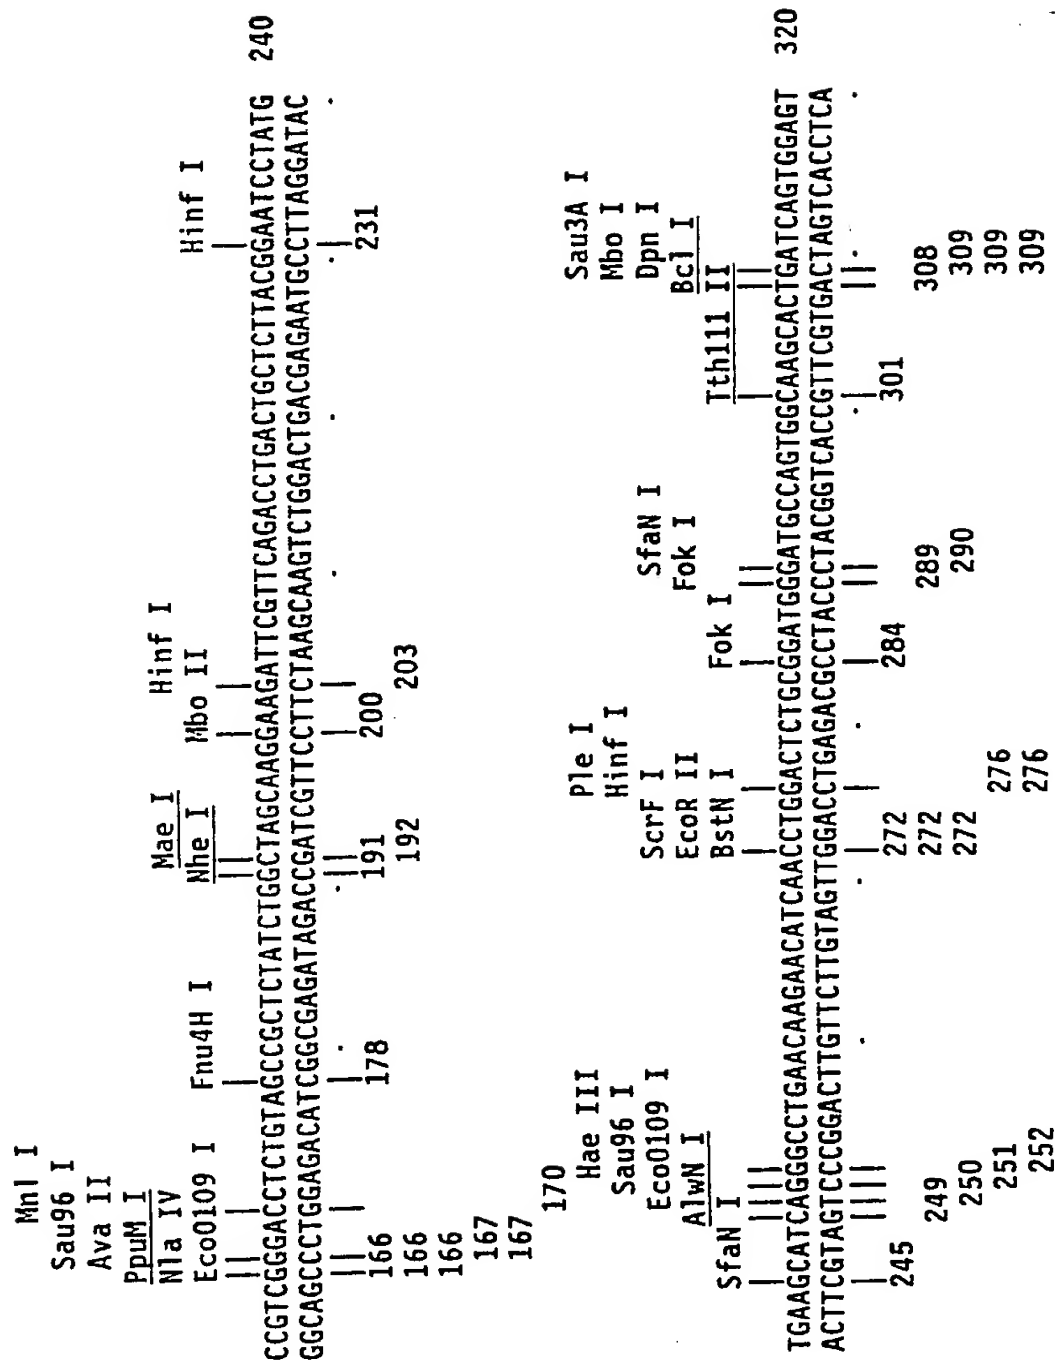 Mnl I
Sau96 I
Ava II
PpuM I
Nla IV
EcoO109 I
Fnu4H I
Mae I
Nhe I
Hinf I
Mbo II
Hinf I
CCGTCGGGACCTCTGTAGCCGCTCTATCTGGCTAGCAAGGAAGATTCGTTCAGACCTGACTGCTCTTACGGAATCCTATG 240
GGCAGCCCTGGAGACATCGGCGAGATAGACCGATCGTTCCTTCTAAGCAAGTCTGGACTGACGAGAATGCCTTAGGATAC
166
166
166
167
167
170
178
191
192
200
203
231
Hae III
Sau96 I
EcoO109 I
AlwN I
SfaN I
Ple I
Hinf I
ScrF I
EcoR II
BstN I
SfaN I
Fok I
Fok I
Sau3A I
Mbo I
Dpn I
Bcl I
Tth111 II
TGAAGCATCAGGGCCTGAACAAGAACATCAACCTGGACTCTGCGGATGGGATGCCAGTGGCAAGCACTGATCAGTGGAGT 320
ACTTCGTAGTCCCGGACTTGTTCTTGTAGTTGGACCTGAGACGCCTACCCTACGGTCACCGTTCGTGACTAGTCACCTCA
245
249
250
251
252
272
272
272
276
276
284
289
290
301
308
309
309
309